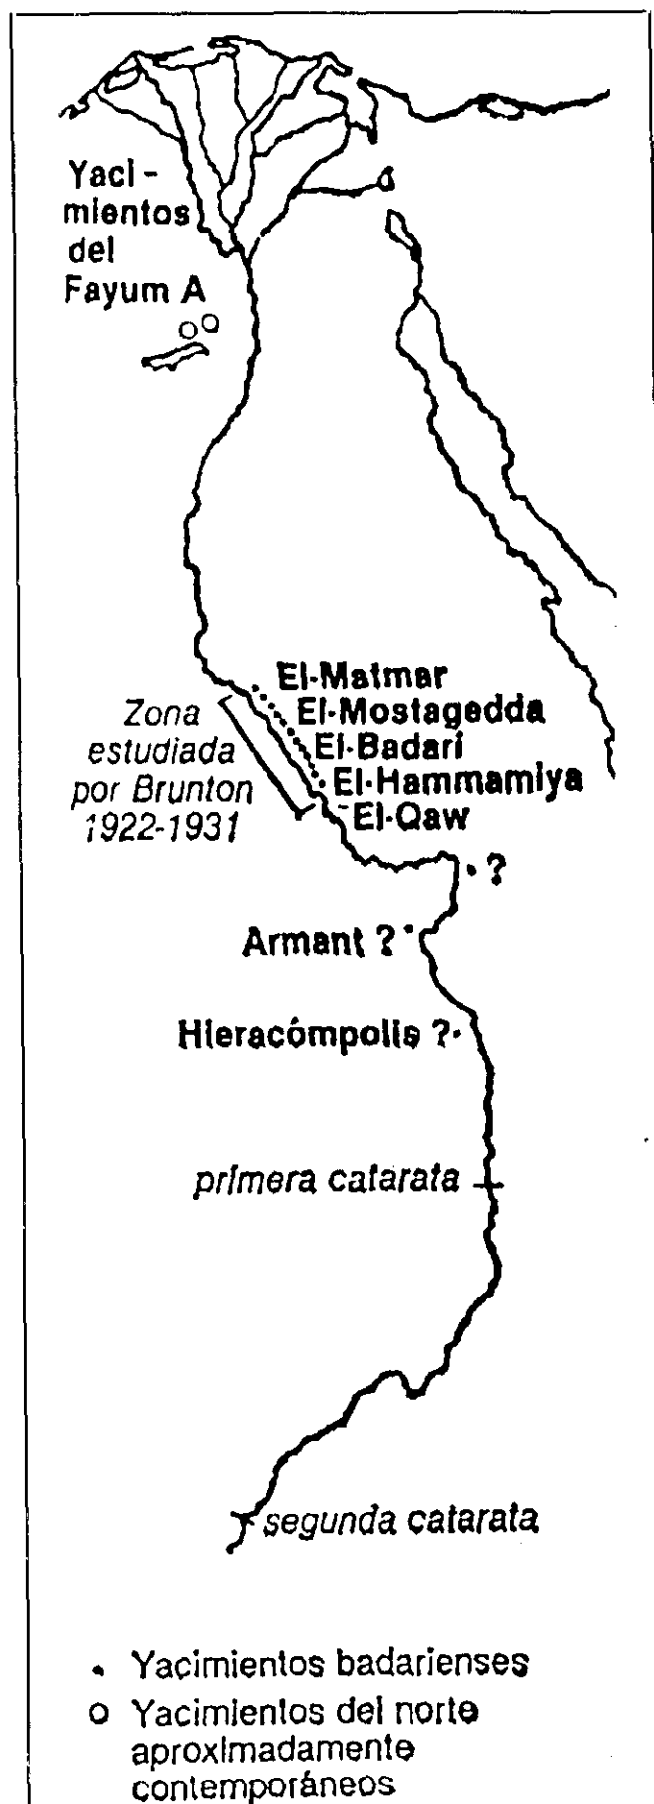 Yaci-
mientos
del
Fayum A
El-Matmar
El-Mostagedda
El-Badari
El-Hammamiya
El-Qaw
Zona
estudiada
por Brunton
1922-1931
?
Armant ?
Hieracómpolis ?
primera catarata
segunda catarata
Yacimientos badarienses
Yacimientos del norte
aproximadamente
contemporáneos